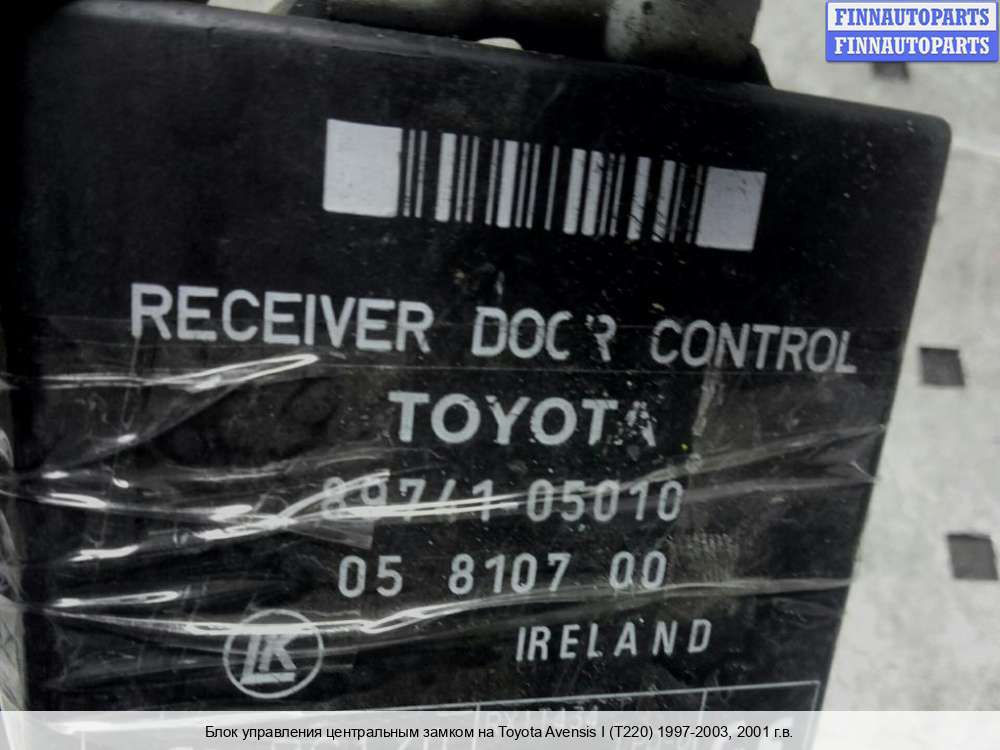 FINNAUTOPARTS
FINNAUTOPARTS
RECEIVER DOOR CONTROL
TOYOTA
89741-05010
05 8107 00
LK
IRELAND
Блок управления центральным замком на Toyota Avensis I (T220) 1997-2003, 2001 г.в.